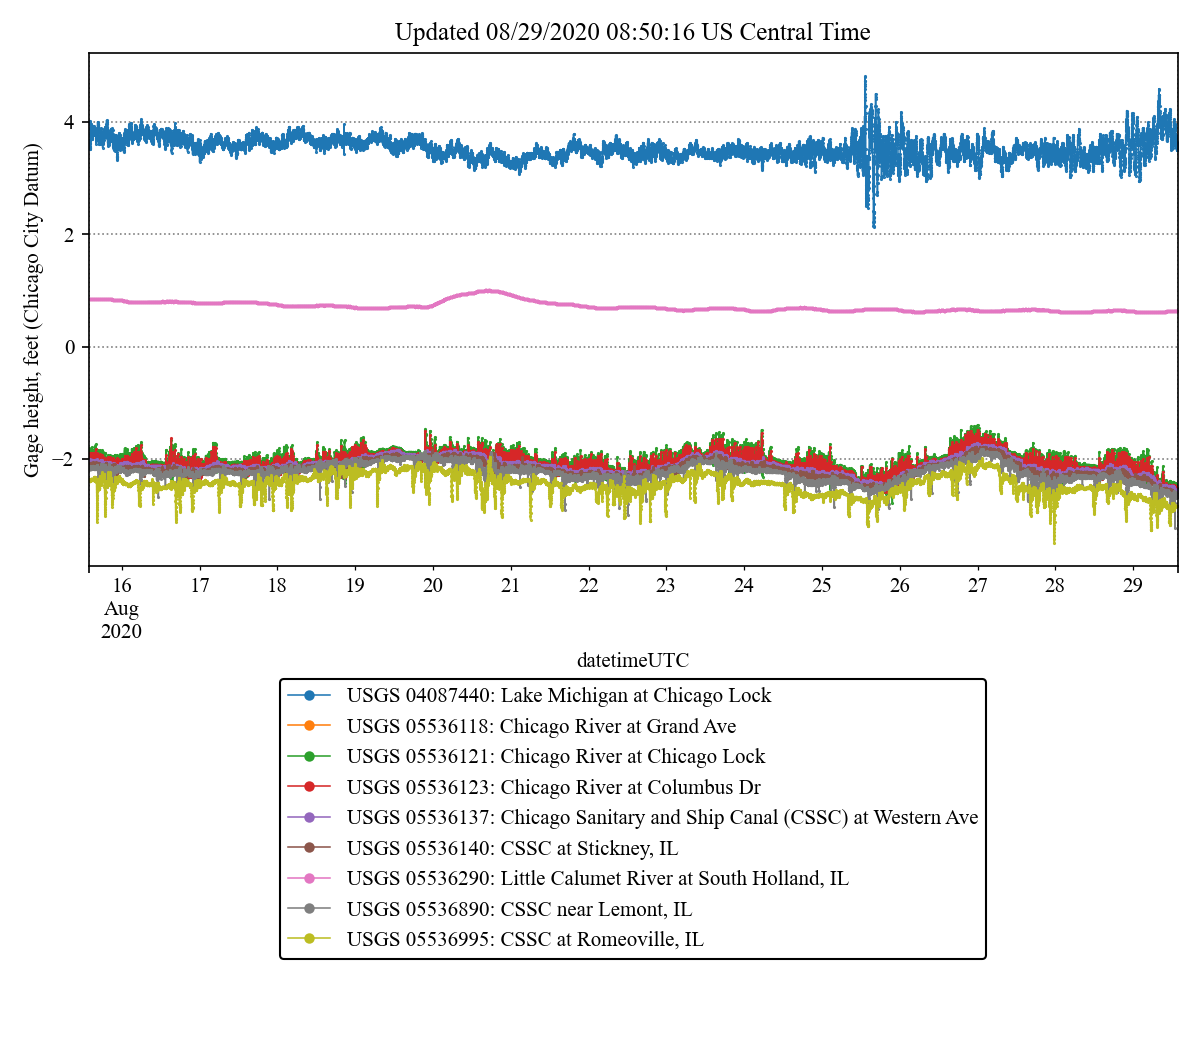 Updated 08/29/2020 08:50:16 US Central Time
Gage height, feet (Chicago City Datum)
4
2
0
−2
16 17 18 19 20 21 22 23 24 25 26 27 28 29
Aug
2020
datetimeUTC
USGS 04087440: Lake Michigan at Chicago Lock
USGS 05536118: Chicago River at Grand Ave
USGS 05536121: Chicago River at Chicago Lock
USGS 05536123: Chicago River at Columbus Dr
USGS 05536137: Chicago Sanitary and Ship Canal (CSSC) at Western Ave
USGS 05536140: CSSC at Stickney, IL
USGS 05536290: Little Calumet River at South Holland, IL
USGS 05536890: CSSC near Lemont, IL
USGS 05536995: CSSC at Romeoville, IL